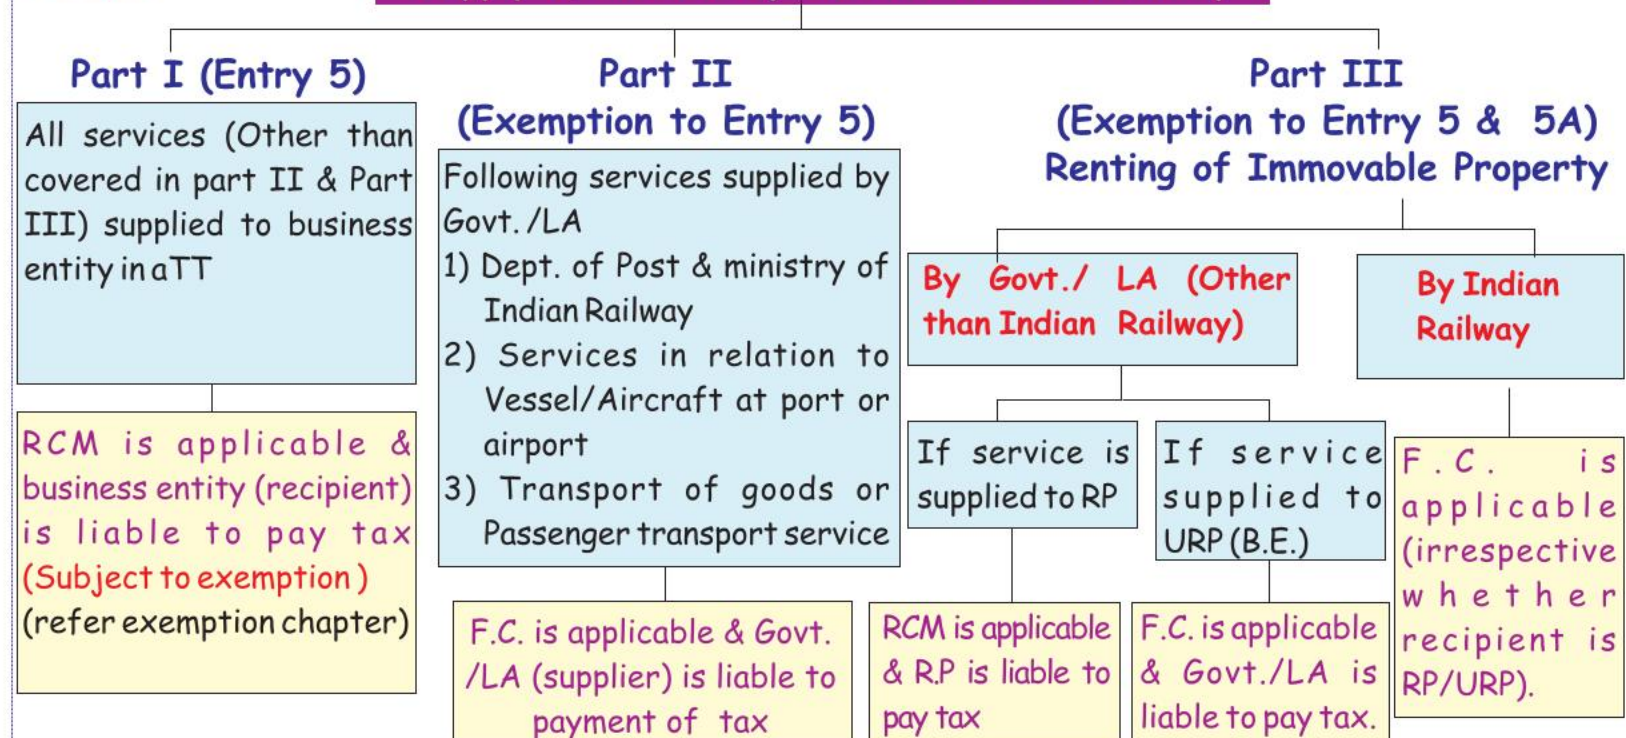 Part I (Entry 5)
All services (Other than
covered in part II & Part
III) supplied to business
entity in aTT
RCM is applicable &
business entity (recipient)
is liable to pay tax
(Subject to exemption )
(refer exemption chapter)
Part II
(Exemption to Entry 5)
Following services supplied by
Govt. /LA
1) Dept. of Post & ministry of
Indian Railway
2) Services in relation to
Vessel/Aircraft at port or
airport
3) Transport of goods or
Passenger transport service
F.C. is applicable & Govt.
/LA (supplier) is liable to
payment of tax
Part III
(Exemption to Entry 5 & 5A)
Renting of Immovable Property
By Govt./ LA (Other
than Indian Railway)
If service is
supplied to RP
RCM is applicable
& R.P is liable to
pay tax
If service
supplied to
URP (B.E.)
F.C. is applicable
& Govt./LA is
liable to pay tax.
By Indian
Railway
F.C. is
applicable
(irrespective
whether
recipient is
RP/URP).